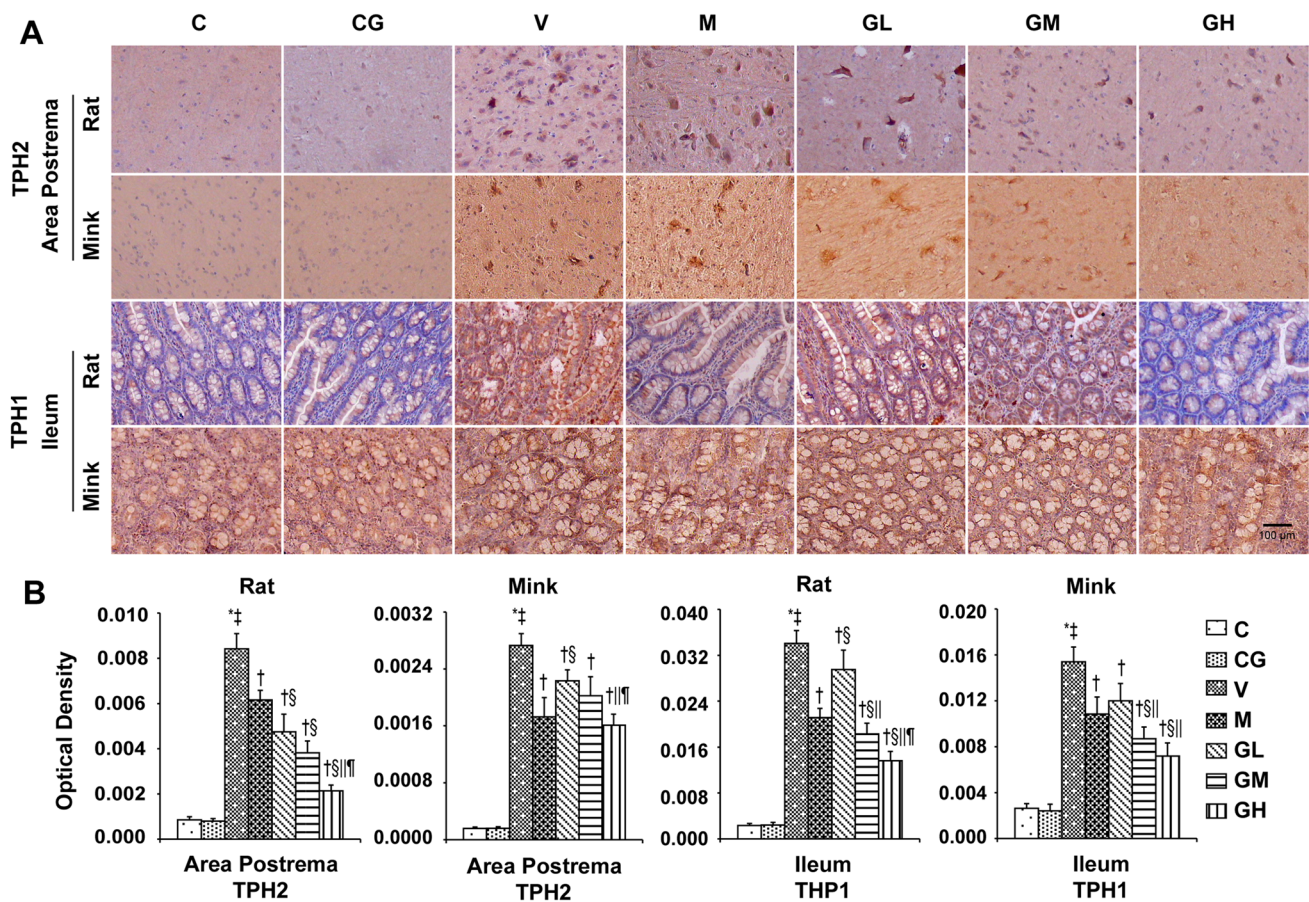 A
C CG V M GL GM GH
TPH2
Area Postrema
Rat
Mink
TPH1
Ileum
Rat
Mink
100 μm
B
Optical Density
Rat
0.010
0.008
0.006
0.004
0.002
0.000
*‡
†
†§
†§
†§||¶
Area Postrema
TPH2
Mink
0.0032
0.0024
0.0016
0.0008
0.0000
*‡
†
†§
†
†||¶
Area Postrema
TPH2
Rat
0.040
0.032
0.024
0.016
0.008
0.000
*‡
†
†§
†§||
†§||¶
Ileum
THP1
Mink
0.020
0.016
0.012
0.008
0.004
0.000
*‡
†
†
†§||
†§||
Ileum
TPH1
C
CG
V
M
GL
GM
GH